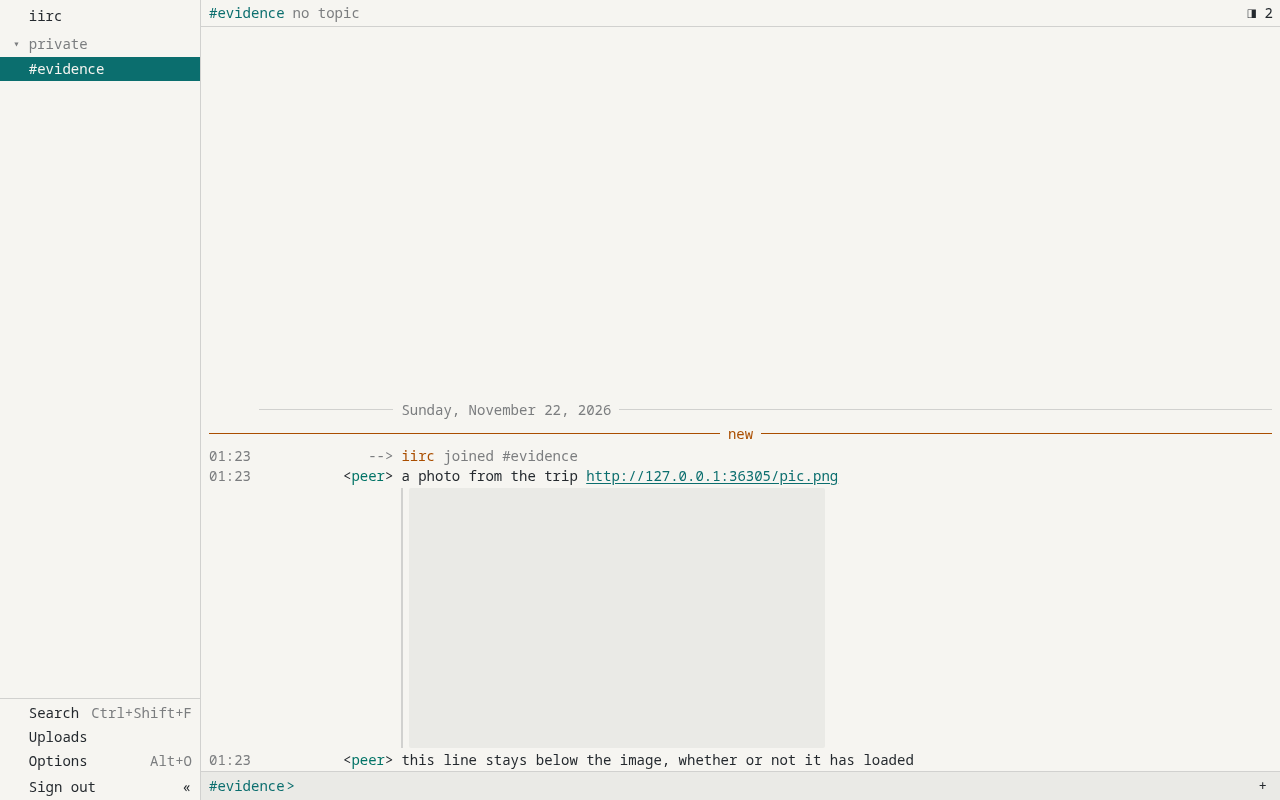 iirc
▾ private
#evidence
Search Ctrl+Shift+F
Uploads
Options Alt+O
Sign out «
#evidence no topic
◨ 2
Sunday, November 22, 2026
new
01:23 --> iirc joined #evidence
01:23 <peer> a photo from the trip http://127.0.0.1:36305/pic.png
01:23 <peer> this line stays below the image, whether or not it has loaded
#evidence> +